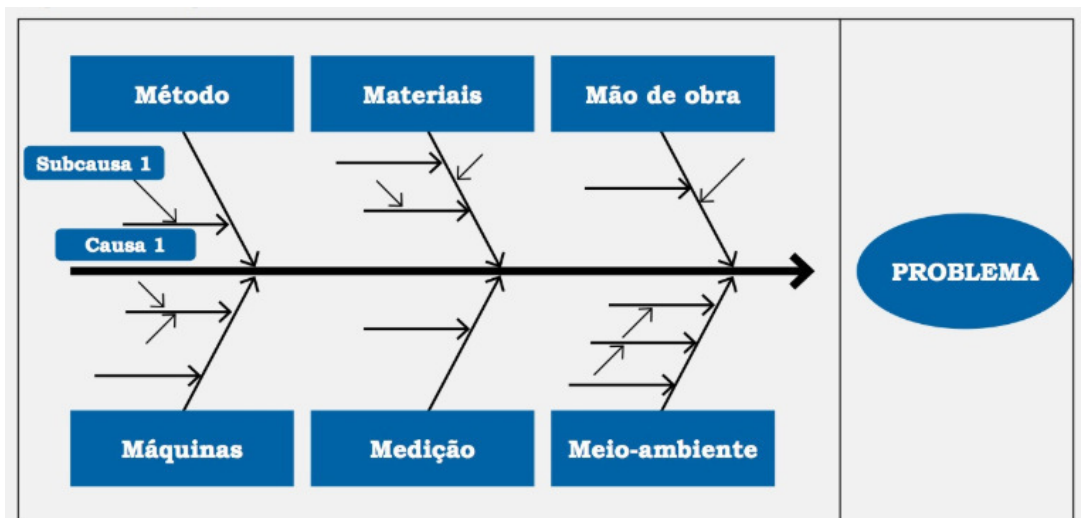 Método
Materiais
Mão de obra
Subcausa 1
Causa 1
PROBLEMA
Máquinas
Medição
Meio-ambiente